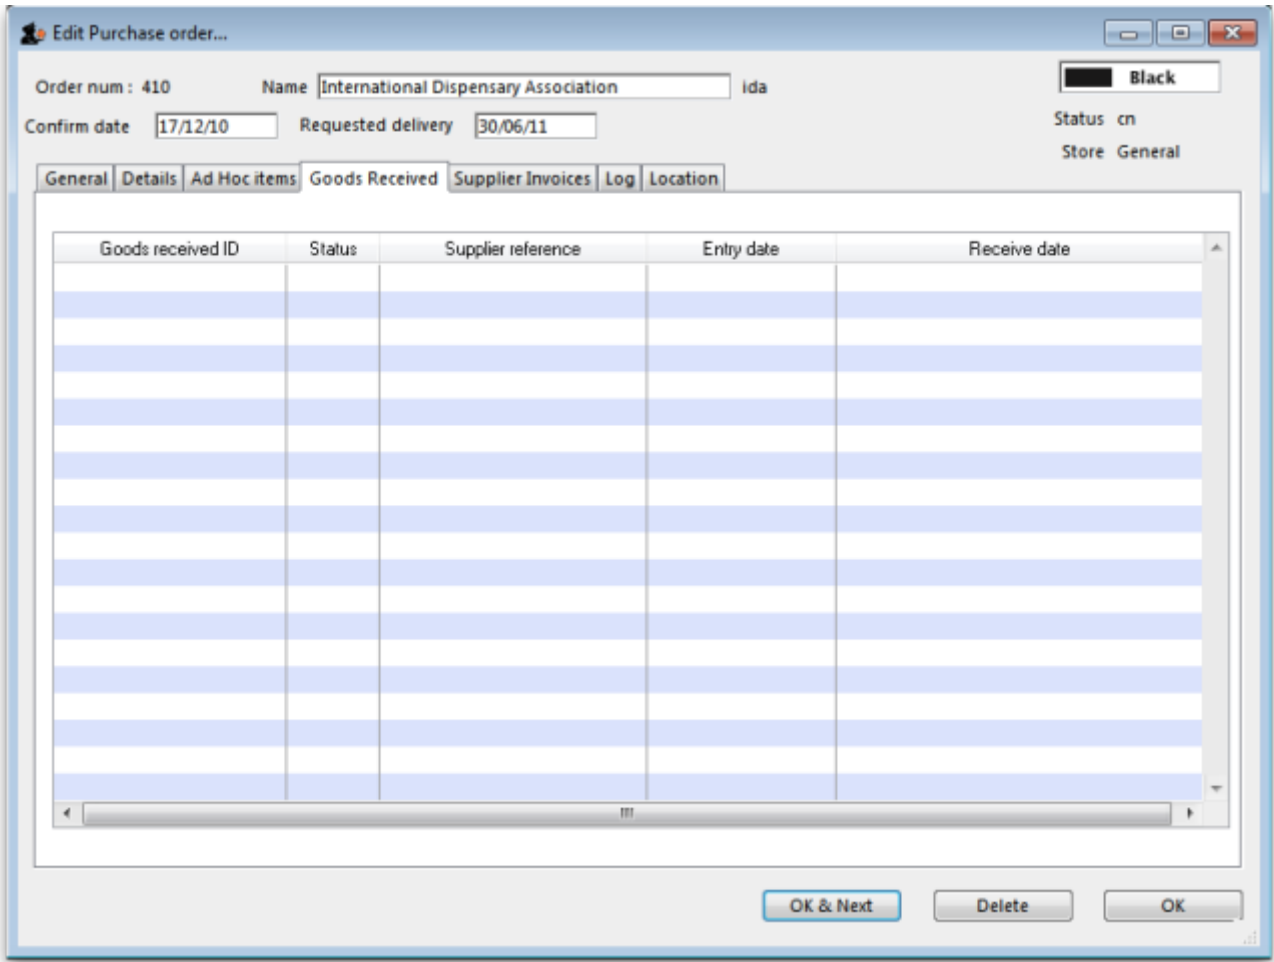 Edit Purchase order...
Order num : 410 Name International Dispensary Association ida Black
Confirm date 17/12/10 Requested delivery 30/06/11 Status cn
Store General
General Details Ad Hoc items Goods Received Supplier Invoices Log Location
Goods received ID Status Supplier reference Entry date Receive date
OK & Next Delete OK